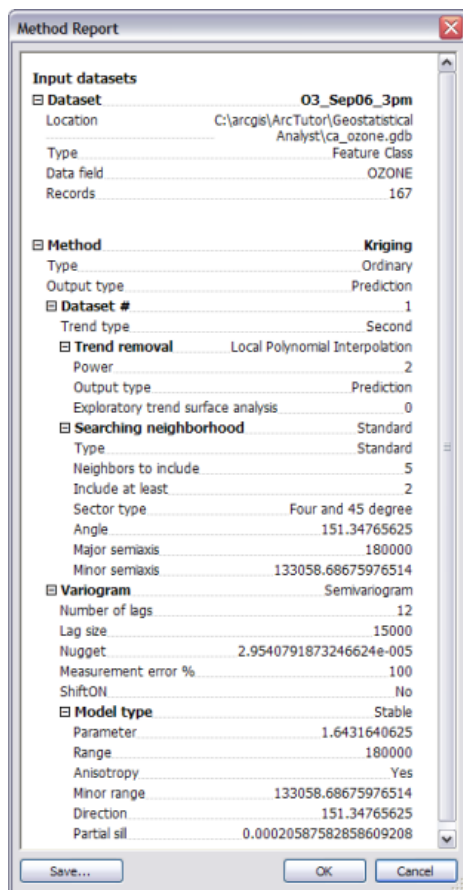 Method Report
Input datasets
Dataset O3_Sep06_3pm
Location C:\arcgis\ArcTutor\Geostatistical
Analyst\ca_ozone.gdb
Type Feature Class
Data field OZONE
Records 167
Method Kriging
Type Ordinary
Output type Prediction
Dataset # 1
Trend type Second
Trend removal Local Polynomial Interpolation
Power 2
Output type Prediction
Exploratory trend surface analysis 0
Searching neighborhood Standard
Type Standard
Neighbors to include 5
Include at least 2
Sector type Four and 45 degree
Angle 151.34765625
Major semiaxis 180000
Minor semiaxis 133058.68675976514
Variogram Semivariogram
Number of lags 12
Lag size 15000
Nugget 2.9540791873246624e-005
Measurement error % 100
ShiftON No
Model type Stable
Parameter 1.6431640625
Range 180000
Anisotropy Yes
Minor range 133058.68675976514
Direction 151.34765625
Partial sill 0.00020587582858609208
Save... OK Cancel